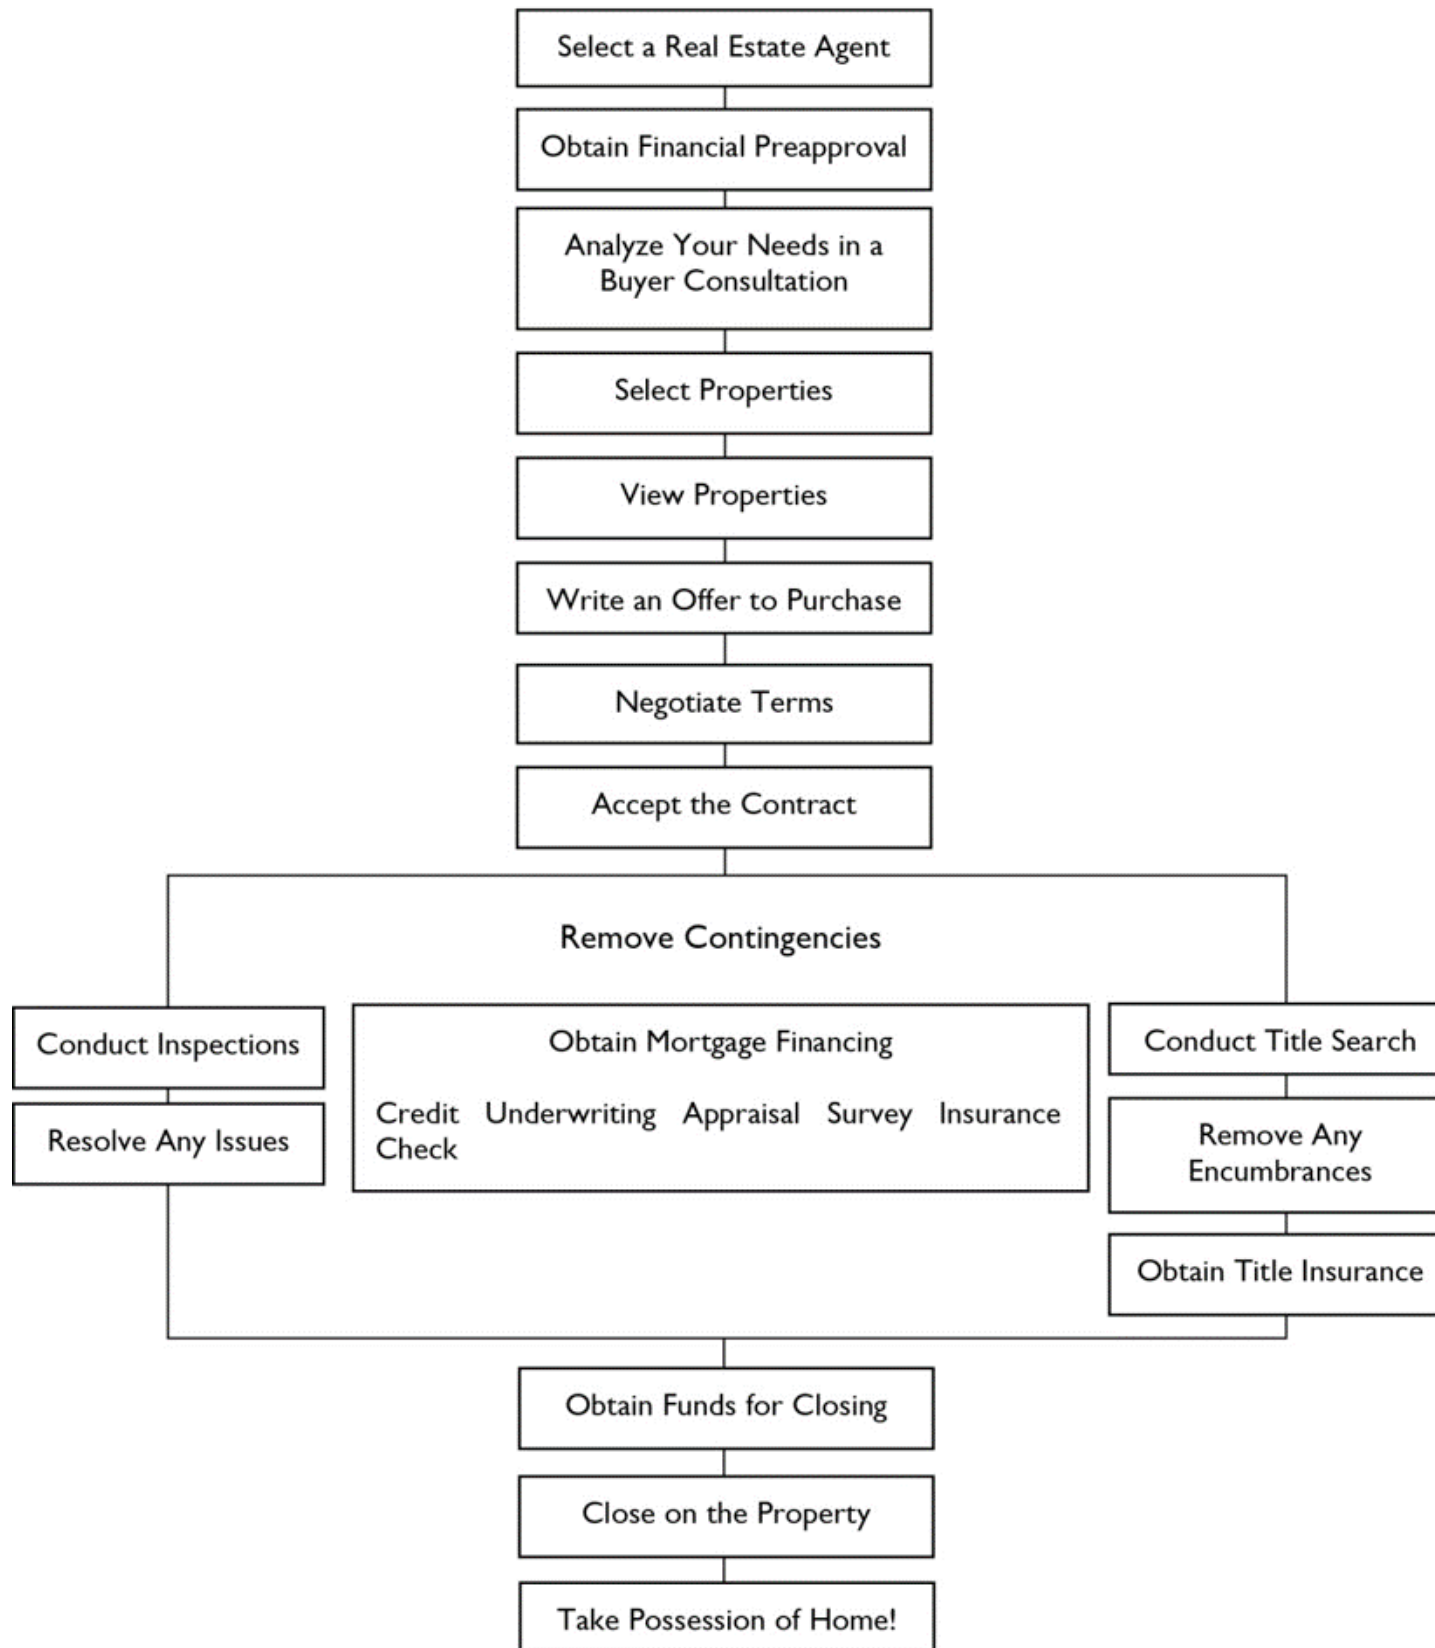 Select a Real Estate Agent
Obtain Financial Preapproval
Analyze Your Needs in a
Buyer Consultation
Select Properties
View Properties
Write an Offer to Purchase
Negotiate Terms
Accept the Contract
Remove Contingencies
Conduct Inspections
Resolve Any Issues
Obtain Mortgage Financing
Credit Underwriting Appraisal Survey Insurance
Check
Conduct Title Search
Remove Any
Encumbrances
Obtain Title Insurance
Obtain Funds for Closing
Close on the Property
Take Possession of Home!